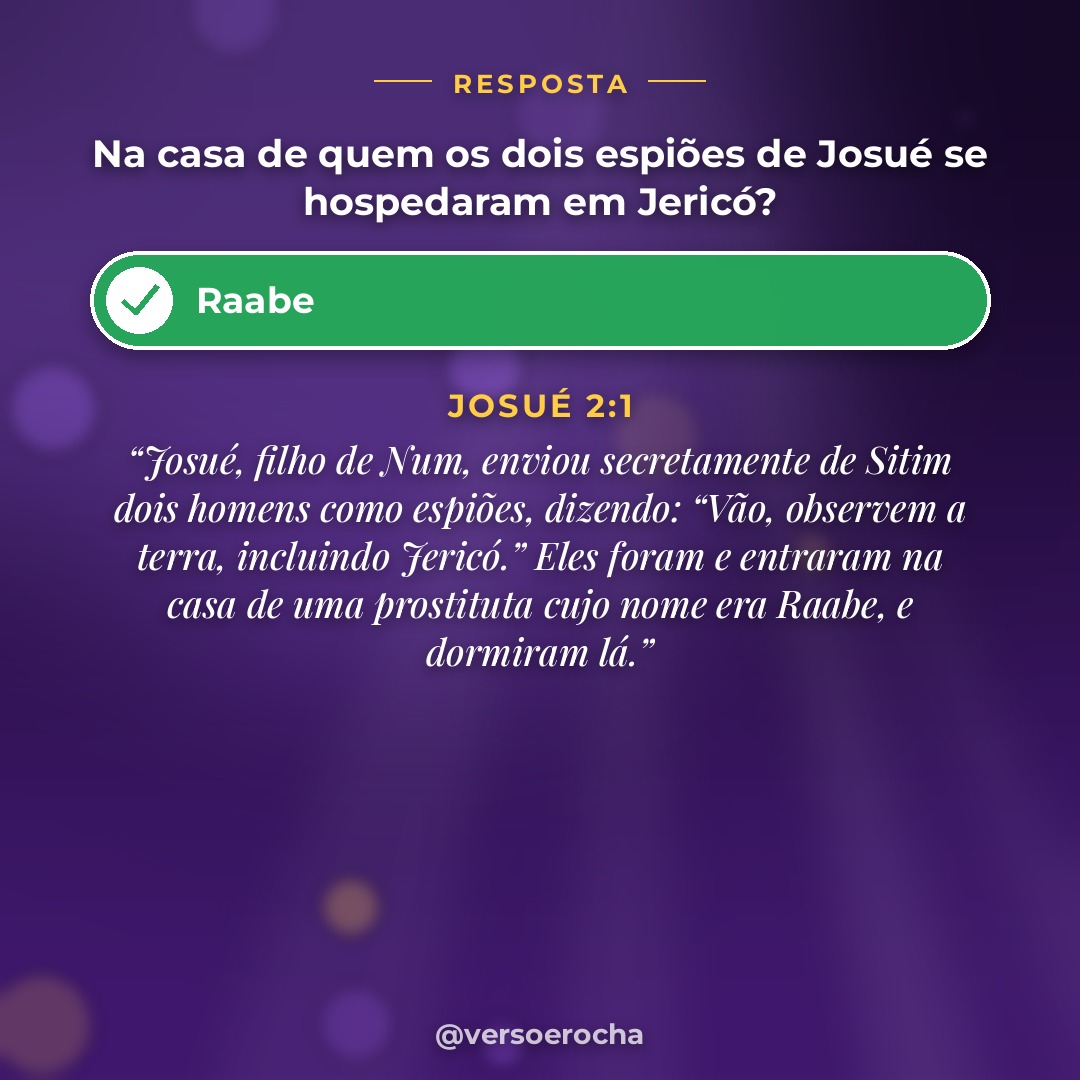 RESPOSTA
Na casa de quem os dois espiões de Josué se
hospedaram em Jericó?
Raabe
JOSUÉ 2:1
“Josué, filho de Num, enviou secretamente de Sitim
dois homens como espiões, dizendo: “Vão, observem a
terra, incluindo Jericó.” Eles foram e entraram na
casa de uma prostituta cujo nome era Raabe, e
dormiram lá.”
@versoerocha